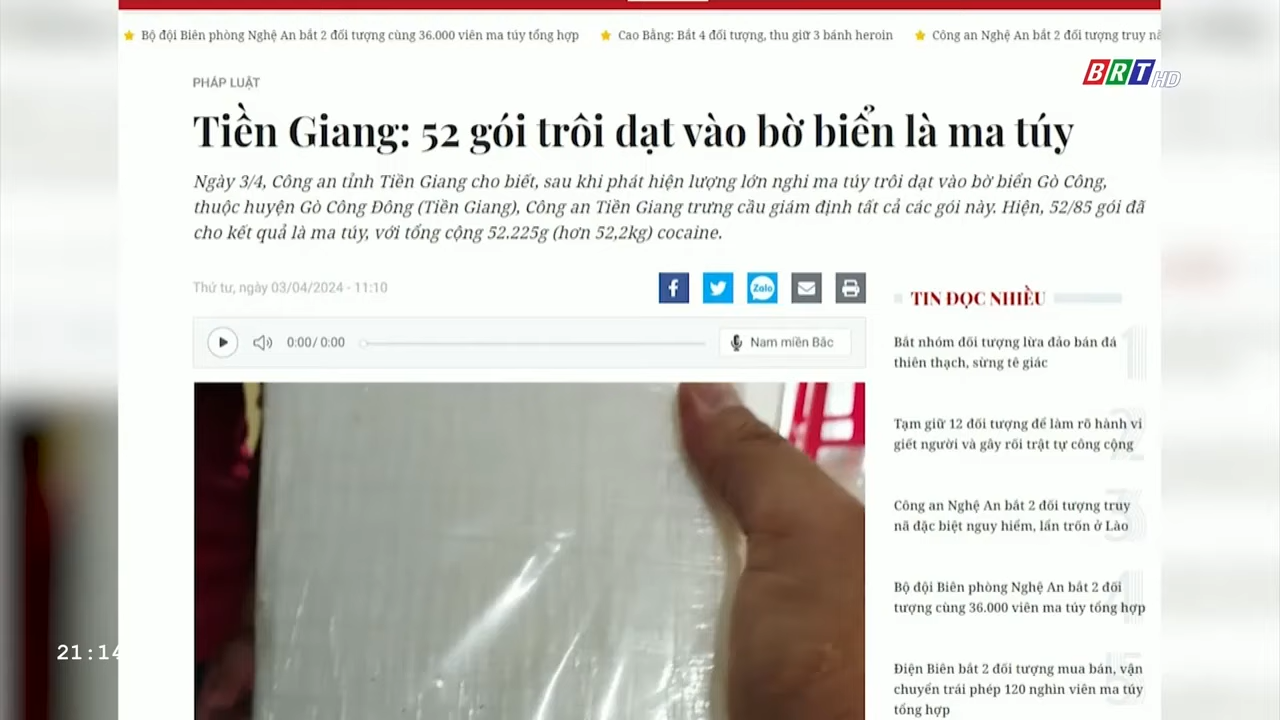 Bộ đội Biên phòng Nghệ An bắt 2 đối tượng cùng 36.000 viên ma túy tổng hợp
Cao Bằng: Bắt 4 đối tượng, thu giữ 3 bánh heroin
Công an Nghệ An bắt 2 đối tượng truy
BRT HD
PHÁP LUẬT
Tiền Giang: 52 gói trôi dạt vào bờ biển là ma túy
Ngày 3/4, Công an tỉnh Tiền Giang cho biết, sau khi phát hiện lượng lớn nghi ma túy trôi dạt vào bờ biển Gò Công,
thuộc huyện Gò Công Đông (Tiền Giang), Công an Tiền Giang trưng cầu giám định tất cả các gói này. Hiện, 52/85 gói đã
cho kết quả là ma túy, với tổng cộng 52.225g (hơn 52,2kg) cocaine.
Thứ tư, ngày 03/04/2024 - 11:10
Zalo
0:00/ 0:00
Nam miền Bắc
TIN ĐỌC NHIỀU
Bắt nhóm đối tượng lừa đảo bán đá
thiên thạch, sừng tê giác
1
Tạm giữ 12 đối tượng để làm rõ hành vi
giết người và gây rối trật tự công cộng
2
Công an Nghệ An bắt 2 đối tượng truy
nã đặc biệt nguy hiểm, lẩn trốn ở Lào
3
Bộ đội Biên phòng Nghệ An bắt 2 đối
tượng cùng 36.000 viên ma túy tổng hợp
4
Điện Biên bắt 2 đối tượng mua bán, vận
chuyển trái phép 120 nghìn viên ma túy
tổng hợp
5
21:14